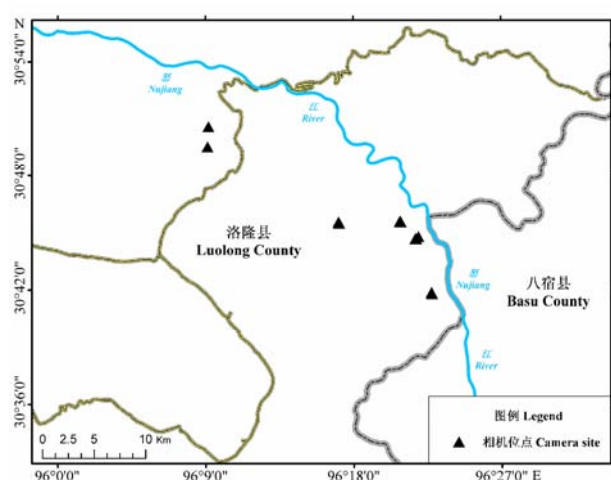 N
30°54'0"
怒
Nujiang
江
River
30°48'0"
洛隆县
Luolong County
30°42'0"
怒
Nujiang
八宿县
Basu County
江
River
30°36'0"
图例 Legend
相机位点 Camera site
0 2.5 5 10 Km
96°0'0" 96°9'0" 96°18'0" 96°27'0" E